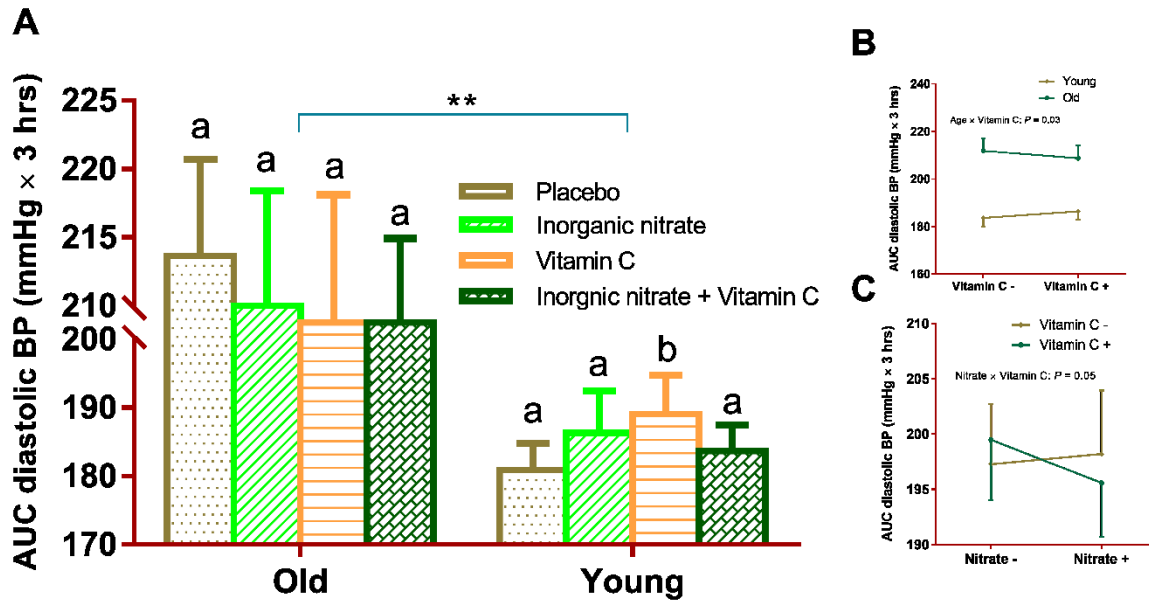 A
AUC diastolic BP (mmHg × 3 hrs)
225
220
215
210
200
190
180
170
**
a
a
a
a
a
a
b
a
Placebo
Inorganic nitrate
Vitamin C
Inorgnic nitrate + Vitamin C
Old
Young
B
AUC diastolic BP (mmHg × 3 hrs)
240
220
200
180
160
Young
Old
Age × Vitamin C: P = 0.03
Vitamin C -
Vitamin C +
C
AUC diastolic BP (mmHg × 3 hrs)
210
205
200
195
190
Vitamin C -
Vitamin C +
Nitrate × Vitamin C: P = 0.05
Nitrate -
Nitrate +